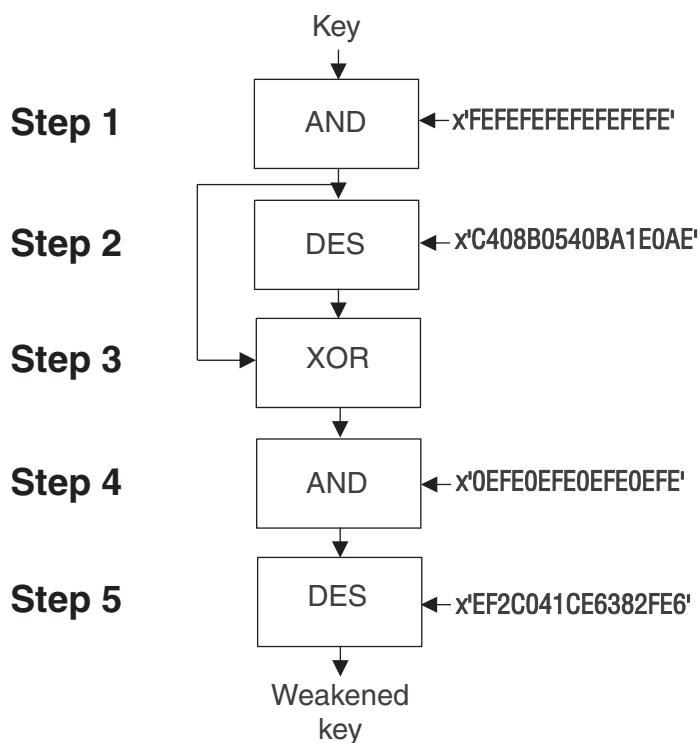 Key
Step 1
AND
x'FEFEFEFEFEFEFEFE'
Step 2
DES
x'C408B0540BA1E0AE'
Step 3
XOR
Step 4
AND
x'0EFE0EFE0EFE0EFE'
Step 5
DES
x'EF2C041CE6382FE6'
Weakened
key